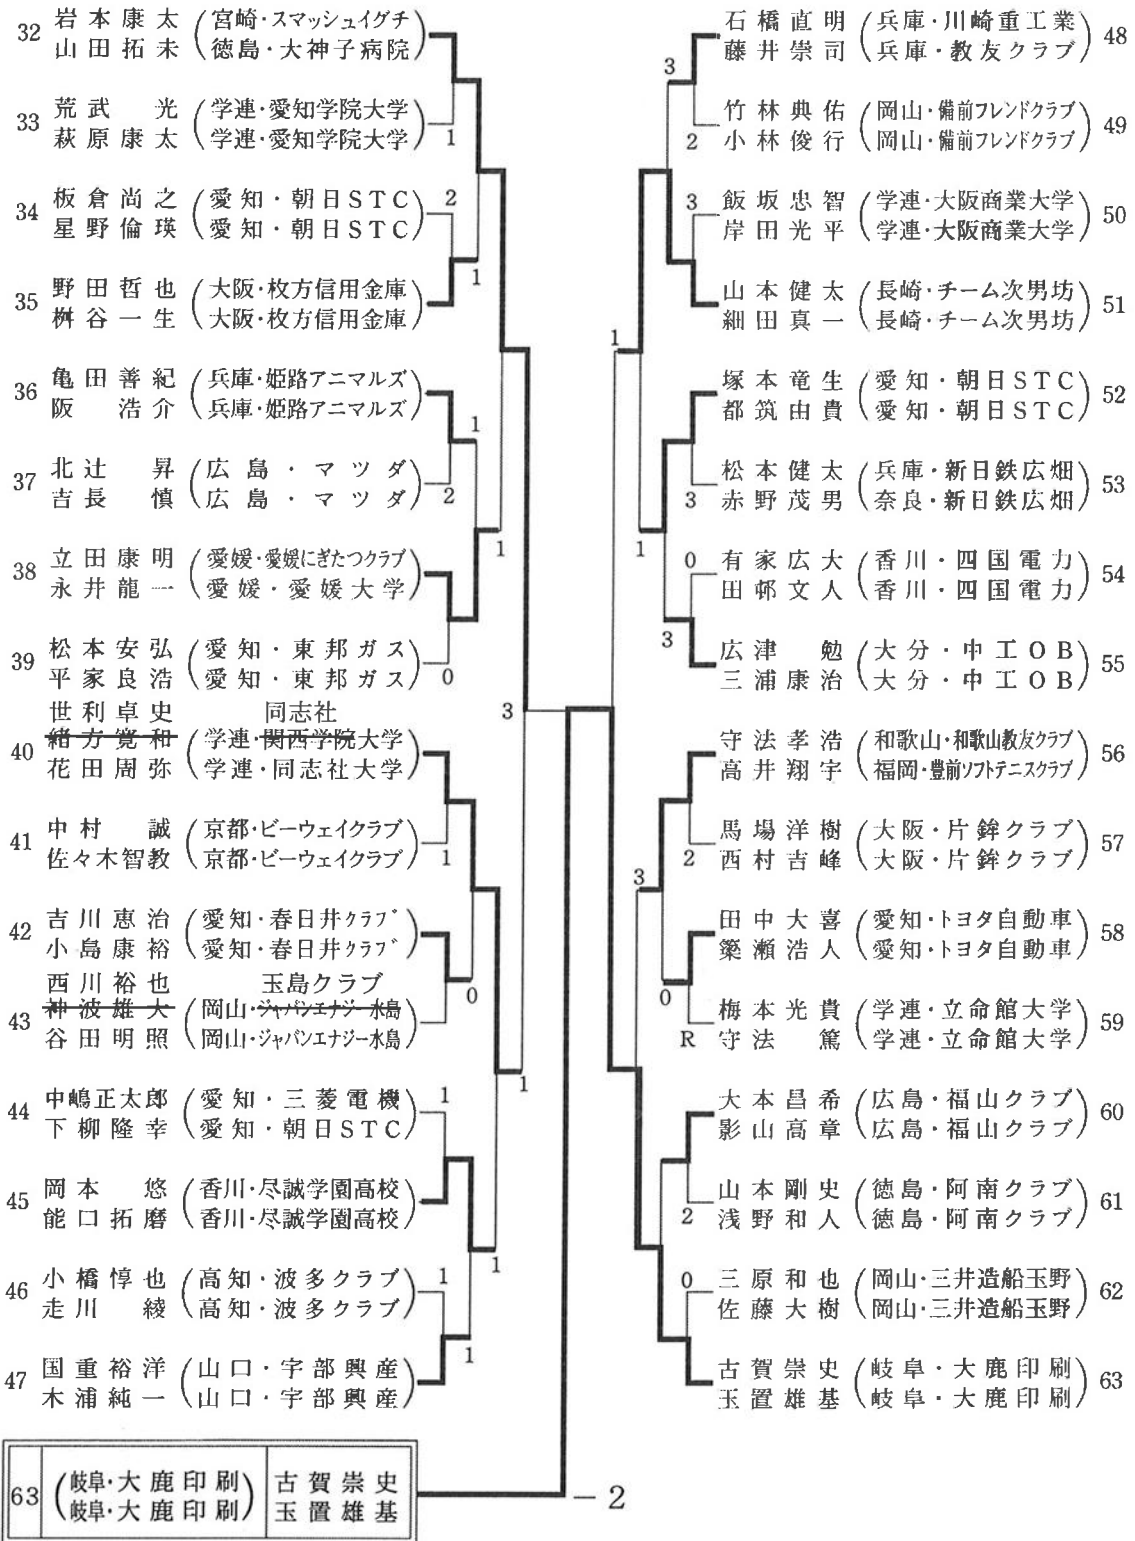 32 岩本康太 (宮崎・スマッシュイグチ)
山田拓未 (徳島・大神子病院)
1
33 荒武 光 (学連・愛知学院大学)
萩原康太 (学連・愛知学院大学)
34 板倉尚之 (愛知・朝日STC) 2
星野倫瑛 (愛知・朝日STC)
1
35 野田哲也 (大阪・枚方信用金庫)
桝谷一生 (大阪・枚方信用金庫)
36 亀田善紀 (兵庫・姫路アニマルズ)
阪 浩介 (兵庫・姫路アニマルズ)
1
37 北辻 昇 (広島・マツダ)
吉長 慎 (広島・マツダ) 2
1
38 立田康明 (愛媛・愛媛にぎたつクラブ)
永井龍一 (愛媛・愛媛大学)
39 松本安弘 (愛知・東邦ガス)
平家良浩 (愛知・東邦ガス) 0
世利卓史 同志社
3
40 緒方寛和 (学連・関西学院大学)
花田周弥 (学連・同志社大学)
41 中村 誠 (京都・ビーウェイクラブ)
佐々木智教 (京都・ビーウェイクラブ) 1
42 吉川恵治 (愛知・春日井クラブ)
小島康裕 (愛知・春日井クラブ)
西川裕也 玉島クラブ
0
43 神波雄大 (岡山・ジャパンエナジー水島)
谷田明照 (岡山・ジャパンエナジー水島)
1
44 中嶋正太郎 (愛知・三菱電機) 1
下柳隆幸 (愛知・朝日STC)
45 岡本 悠 (香川・尽誠学園高校)
能口拓磨 (香川・尽誠学園高校)
1
46 小橋惇也 (高知・波多クラブ) 1
走川 綾 (高知・波多クラブ)
1
47 国重裕洋 (山口・宇部興産)
木浦純一 (山口・宇部興産)
石橋直明 (兵庫・川崎重工業) 48
藤井崇司 (兵庫・教友クラブ)
3
竹林典佑 (岡山・備前フレンドクラブ) 49
2 小林俊行 (岡山・備前フレンドクラブ)
3 飯坂忠智 (学連・大阪商業大学) 50
岸田光平 (学連・大阪商業大学)
山本健太 (長崎・チーム次男坊) 51
細田真一 (長崎・チーム次男坊)
1
塚本竜生 (愛知・朝日STC) 52
都筑由貴 (愛知・朝日STC)
松本健太 (兵庫・新日鉄広畑) 53
3 赤野茂男 (奈良・新日鉄広畑)
1
0 有家広大 (香川・四国電力) 54
田邨文人 (香川・四国電力)
3
広津 勉 (大分・中工OB) 55
三浦康治 (大分・中工OB)
守法孝浩 (和歌山・和歌山教友クラブ) 56
高井翔宇 (福岡・豊前ソフトテニスクラブ)
馬場洋樹 (大阪・片鉾クラブ) 57
2 西村吉峰 (大阪・片鉾クラブ)
3
田中大喜 (愛知・トヨタ自動車) 58
簗瀬浩人 (愛知・トヨタ自動車)
0
梅本光貴 (学連・立命館大学) 59
R 守法 篤 (学連・立命館大学)
大本昌希 (広島・福山クラブ) 60
影山高章 (広島・福山クラブ)
山本剛史 (徳島・阿南クラブ) 61
2 浅野和人 (徳島・阿南クラブ)
0 三原和也 (岡山・三井造船玉野) 62
佐藤大樹 (岡山・三井造船玉野)
古賀崇史 (岐阜・大鹿印刷) 63
玉置雄基 (岐阜・大鹿印刷)
63 (岐阜・大鹿印刷) 古賀崇史
(岐阜・大鹿印刷) 玉置雄基
― 2